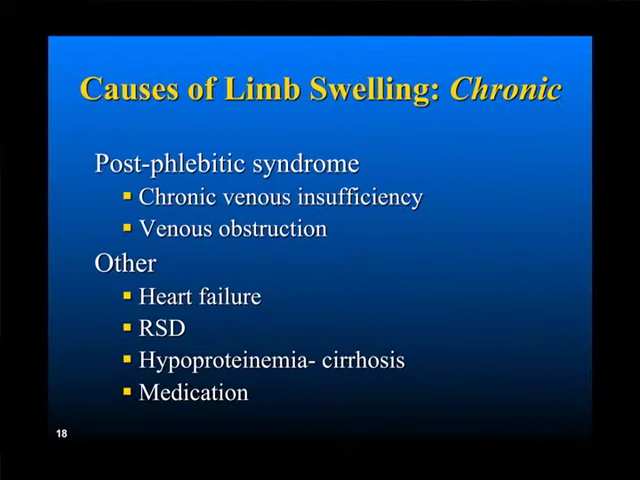 Causes of Limb Swelling: Chronic
Post-phlebitic syndrome
Chronic venous insufficiency
Venous obstruction
Other
Heart failure
RSD
Hypoproteinemia- cirrhosis
Medication
18